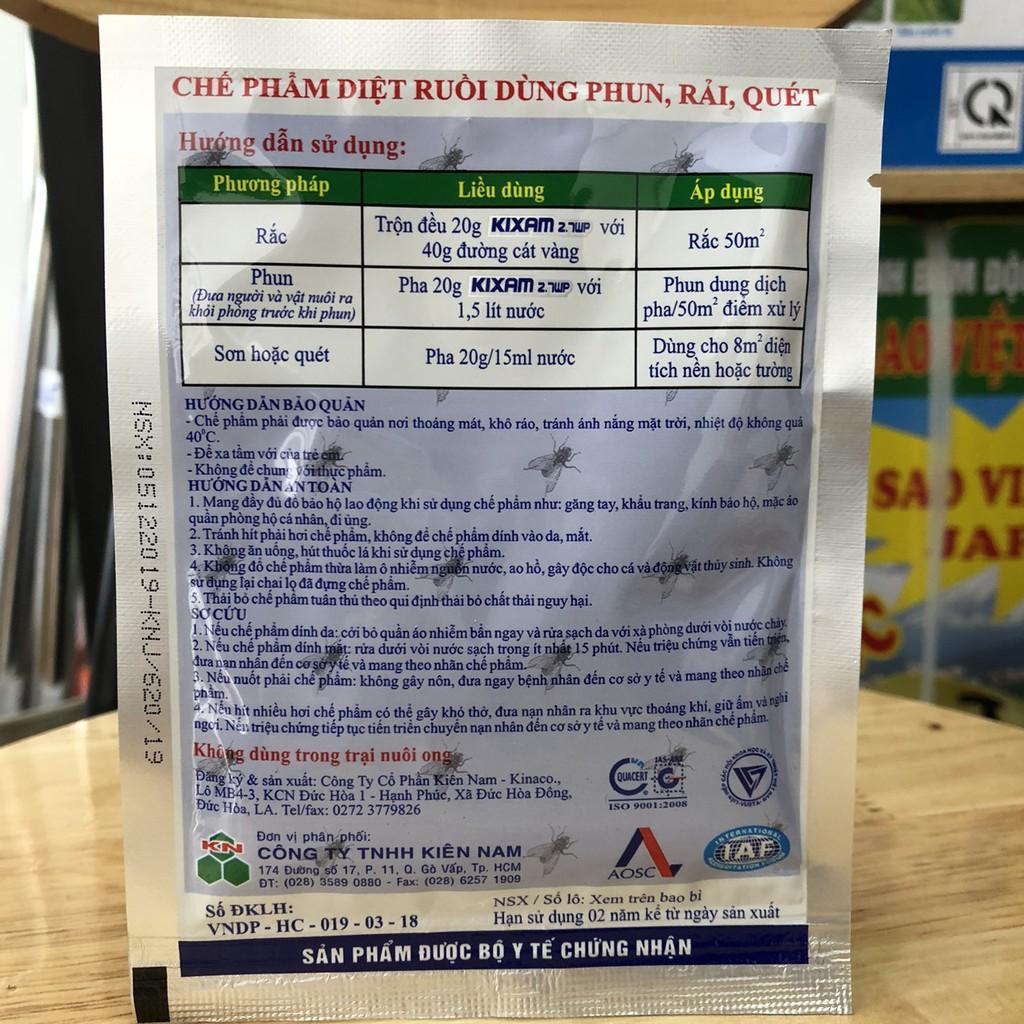 CHẾ PHẨM DIỆT RUỒI DÙNG PHUN, RẢI, QUÉT
Hướng dẫn sử dụng:
Phương pháp Liều dùng Áp dụng
Rắc Trộn đều 20g KIXAM 2.7WP với 40g đường cát vàng Rắc 50m²
Phun (Đưa người và vật nuôi ra khỏi phòng trước khi phun) Pha 20g KIXAM 2.7WP với 1,5 lít nước Phun dung dịch pha/50m² điểm xử lý
Sơn hoặc quét Pha 20g/15ml nước Dùng cho 8m² diện tích nền hoặc tường
HƯỚNG DẪN BẢO QUẢN
- Chế phẩm phải được bảo quản nơi thoáng mát, khô ráo, tránh ánh nắng mặt trời, nhiệt độ không quá
40⁰C.
- Để xa tầm với của trẻ em.
- Không để chung với thực phẩm.
HƯỚNG DẪN AN TOÀN
1. Mang đầy đủ đồ bảo hộ lao động khi sử dụng chế phẩm như: găng tay, khẩu trang, kính bảo hộ, mặc áo
quần phòng hộ cá nhân, đi ủng.
2. Tránh hít phải hơi chế phẩm, không để chế phẩm dính vào da, mắt.
3. Không ăn uống, hút thuốc lá khi sử dụng chế phẩm.
4. Không đổ chế phẩm thừa làm ô nhiễm nguồn nước, ao hồ, gây độc cho cá và động vật thủy sinh. Không
sử dụng lại chai lọ đã đựng chế phẩm.
5. Thải bỏ chế phẩm tuân thủ theo qui định thải bỏ chất thải nguy hại.
SƠ CỨU
1. Nếu chế phẩm dính da: cởi bỏ quần áo nhiễm bẩn ngay và rửa sạch da với xà phòng dưới vòi nước chảy.
2. Nếu chế phẩm dính mắt: rửa dưới vòi nước sạch trong ít nhất 15 phút. Nếu triệu chứng vẫn tiến triển,
đưa nạn nhân đến cơ sở y tế và mang theo nhãn chế phẩm.
3. Nếu nuốt phải chế phẩm: không gây nôn, đưa ngay bệnh nhân đến cơ sở y tế và mang theo nhãn chế
phẩm.
4. Nếu hít nhiều hơi chế phẩm có thể gây khó thở, đưa nạn nhân ra khu vực thoáng khí, giữ ấm và nghỉ
ngơi. Nếu triệu chứng tiếp tục tiến triển chuyển nạn nhân đến cơ sở y tế và mang theo nhãn chế phẩm.
Không dùng trong trại nuôi ong
Đăng ký & sản xuất: Công Ty Cổ Phần Kiên Nam - Kinaco.,
Lô MB4-3, KCN Đức Hòa 1 - Hạnh Phúc, Xã Đức Hòa Đông,
Đức Hòa, LA. Tel/fax: 0272 3779826
QUACERT
JAS-ANZ
ISO 9001:2008
KN
Đơn vị phân phối:
CÔNG TY TNHH KIÊN NAM
174 Đường số 17, P. 11, Q. Gò Vấp, Tp. HCM
ĐT: (028) 3589 0880 - Fax: (028) 6257 1909
AOSC
INTERNATIONAL
IAF
Số ĐKLH:
VNDP - HC - 019 - 03 - 18
NSX / Số lô: Xem trên bao bì
Hạn sử dụng 02 năm kể từ ngày sản xuất
SẢN PHẨM ĐƯỢC BỘ Y TẾ CHỨNG NHẬN
NSX:05122019-KNJ/620/19
SAO VIỆT
SAO VI
JAP